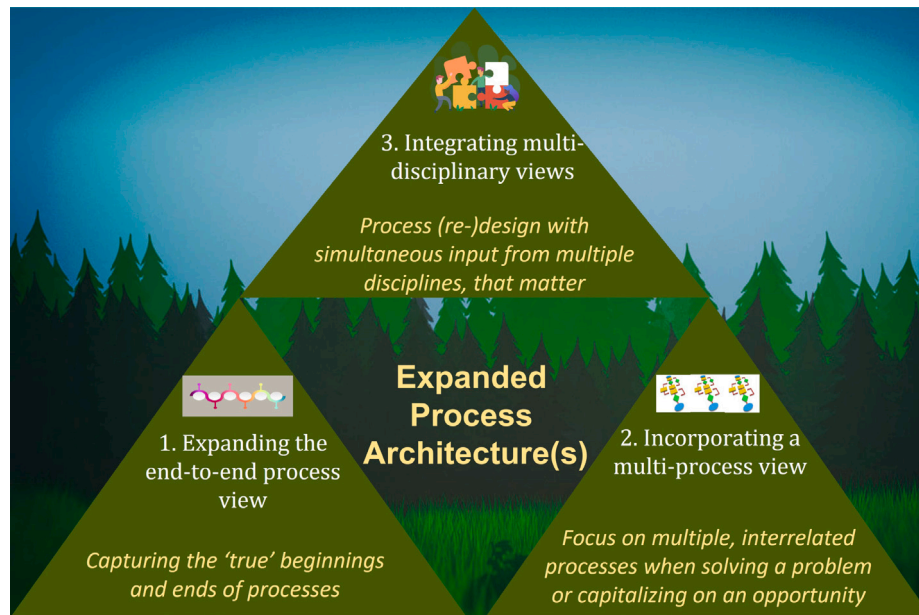 3. Integrating multi-
disciplinary views
Process (re-)design with
simultaneous input from multiple
disciplines, that matter
Expanded
Process
Architecture(s)
1. Expanding the
end-to-end process
view
Capturing the ‘true’ beginnings
and ends of processes
2. Incorporating a
multi-process view
Focus on multiple, interrelated
processes when solving a problem
or capitalizing on an opportunity